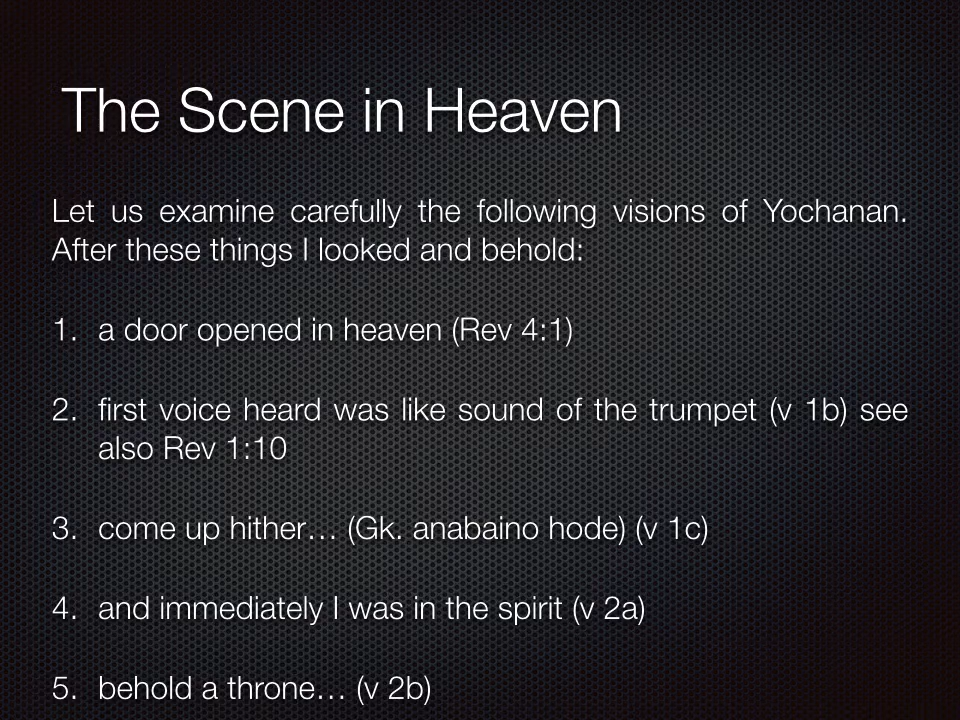 The Scene in Heaven
Let us examine carefully the following visions of Yochanan.
After these things I looked and behold:
1. a door opened in heaven (Rev 4:1)
2. first voice heard was like sound of the trumpet (v 1b) see
also Rev 1:10
3. come up hither… (Gk. anabaino hode) (v 1c)
4. and immediately I was in the spirit (v 2a)
5. behold a throne… (v 2b)